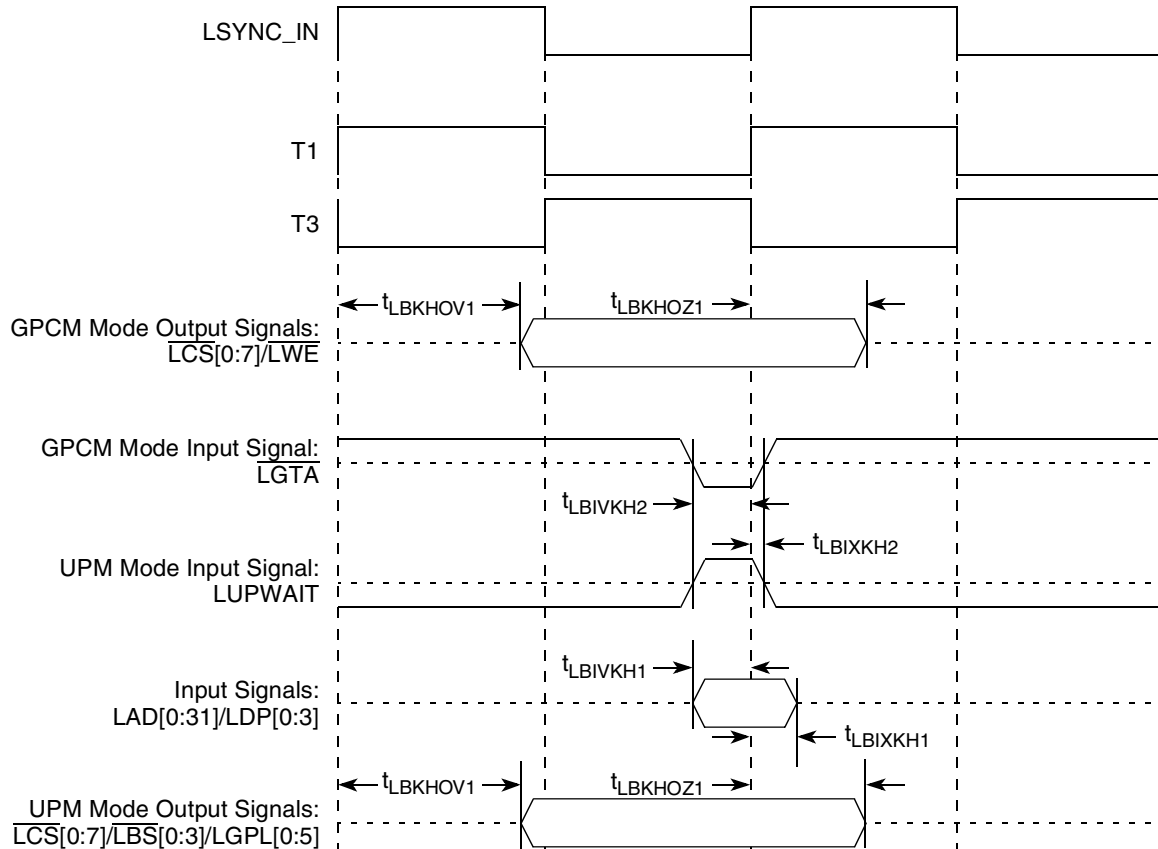 LSYNC_IN
T1
T3
tLBKHOV1
tLBKHOZ1
GPCM Mode Output Signals:
LCS[0:7]/LWE
GPCM Mode Input Signal:
LGTA
tLBIVKH2
tLBIXKH2
UPM Mode Input Signal:
LUPWAIT
tLBIVKH1
Input Signals:
LAD[0:31]/LDP[0:3]
tLBIXKH1
tLBKHOV1
tLBKHOZ1
UPM Mode Output Signals:
LCS[0:7]/LBS[0:3]/LGPL[0:5]